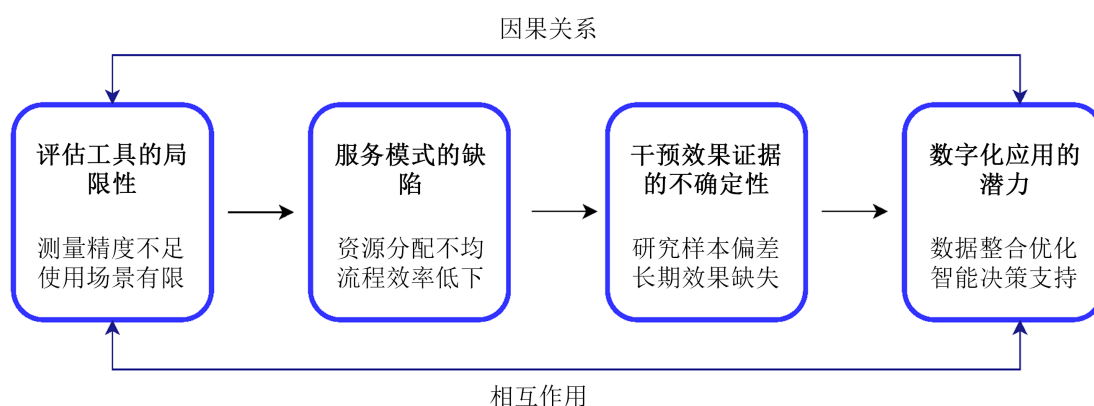 因果关系
评估工具的局
限性
测量精度不足
使用场景有限
服务模式的缺
陷
资源分配不均
流程效率低下
干预效果证据
的不确定性
研究样本偏差
长期效果缺失
数字化应用的
潜力
数据整合优化
智能决策支持
相互作用